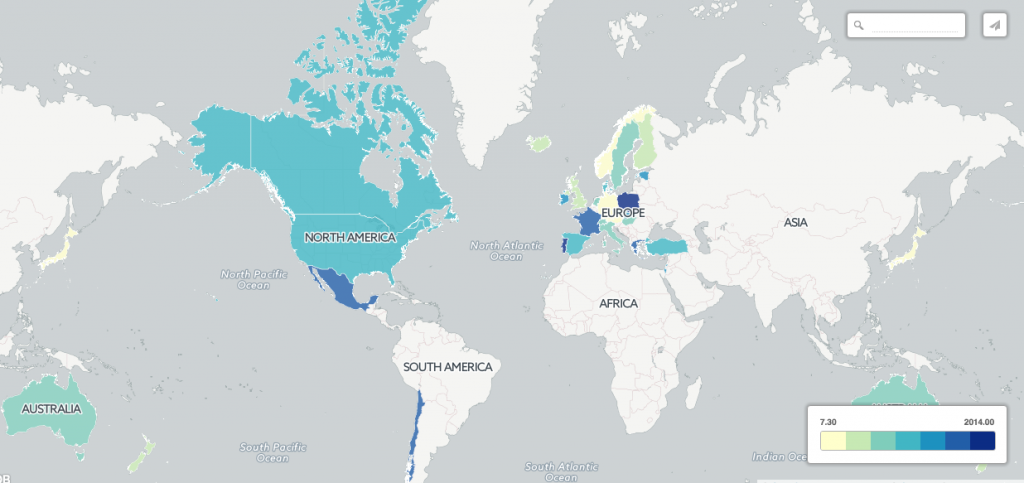 NORTH AMERICA
EUROPE
ASIA
North Atlantic
Ocean
North Pacific
Ocean
AFRICA
SOUTH AMERICA
AUSTRALIA
7.30 2014.00
South Pacific
Ocean
Indian Oce
South Atlantic
Ocean
DB